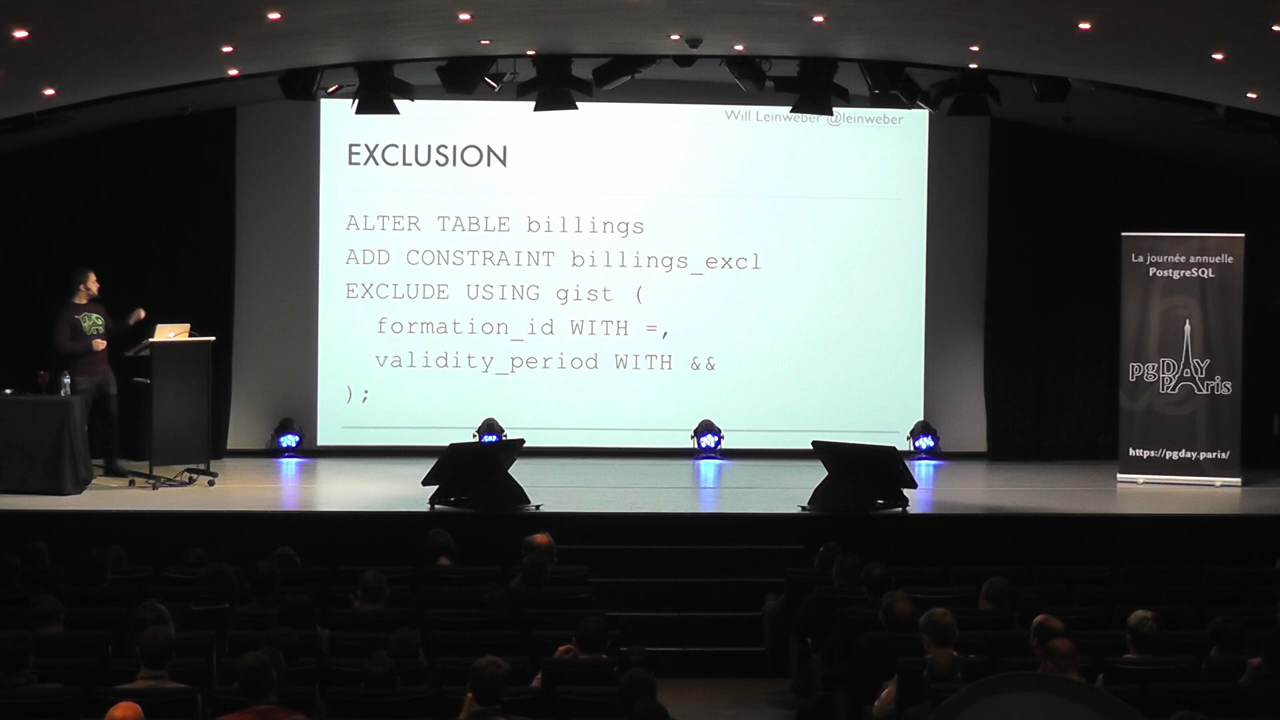 Will Leinweber @leinweber
EXCLUSION
ALTER TABLE billings
ADD CONSTRAINT billings_excl
EXCLUDE USING gist (
formation_id WITH =,
validity_period WITH &&
);
La journée annuelle
PostgreSQL
pgDAY
PAris
https://pgday.paris/